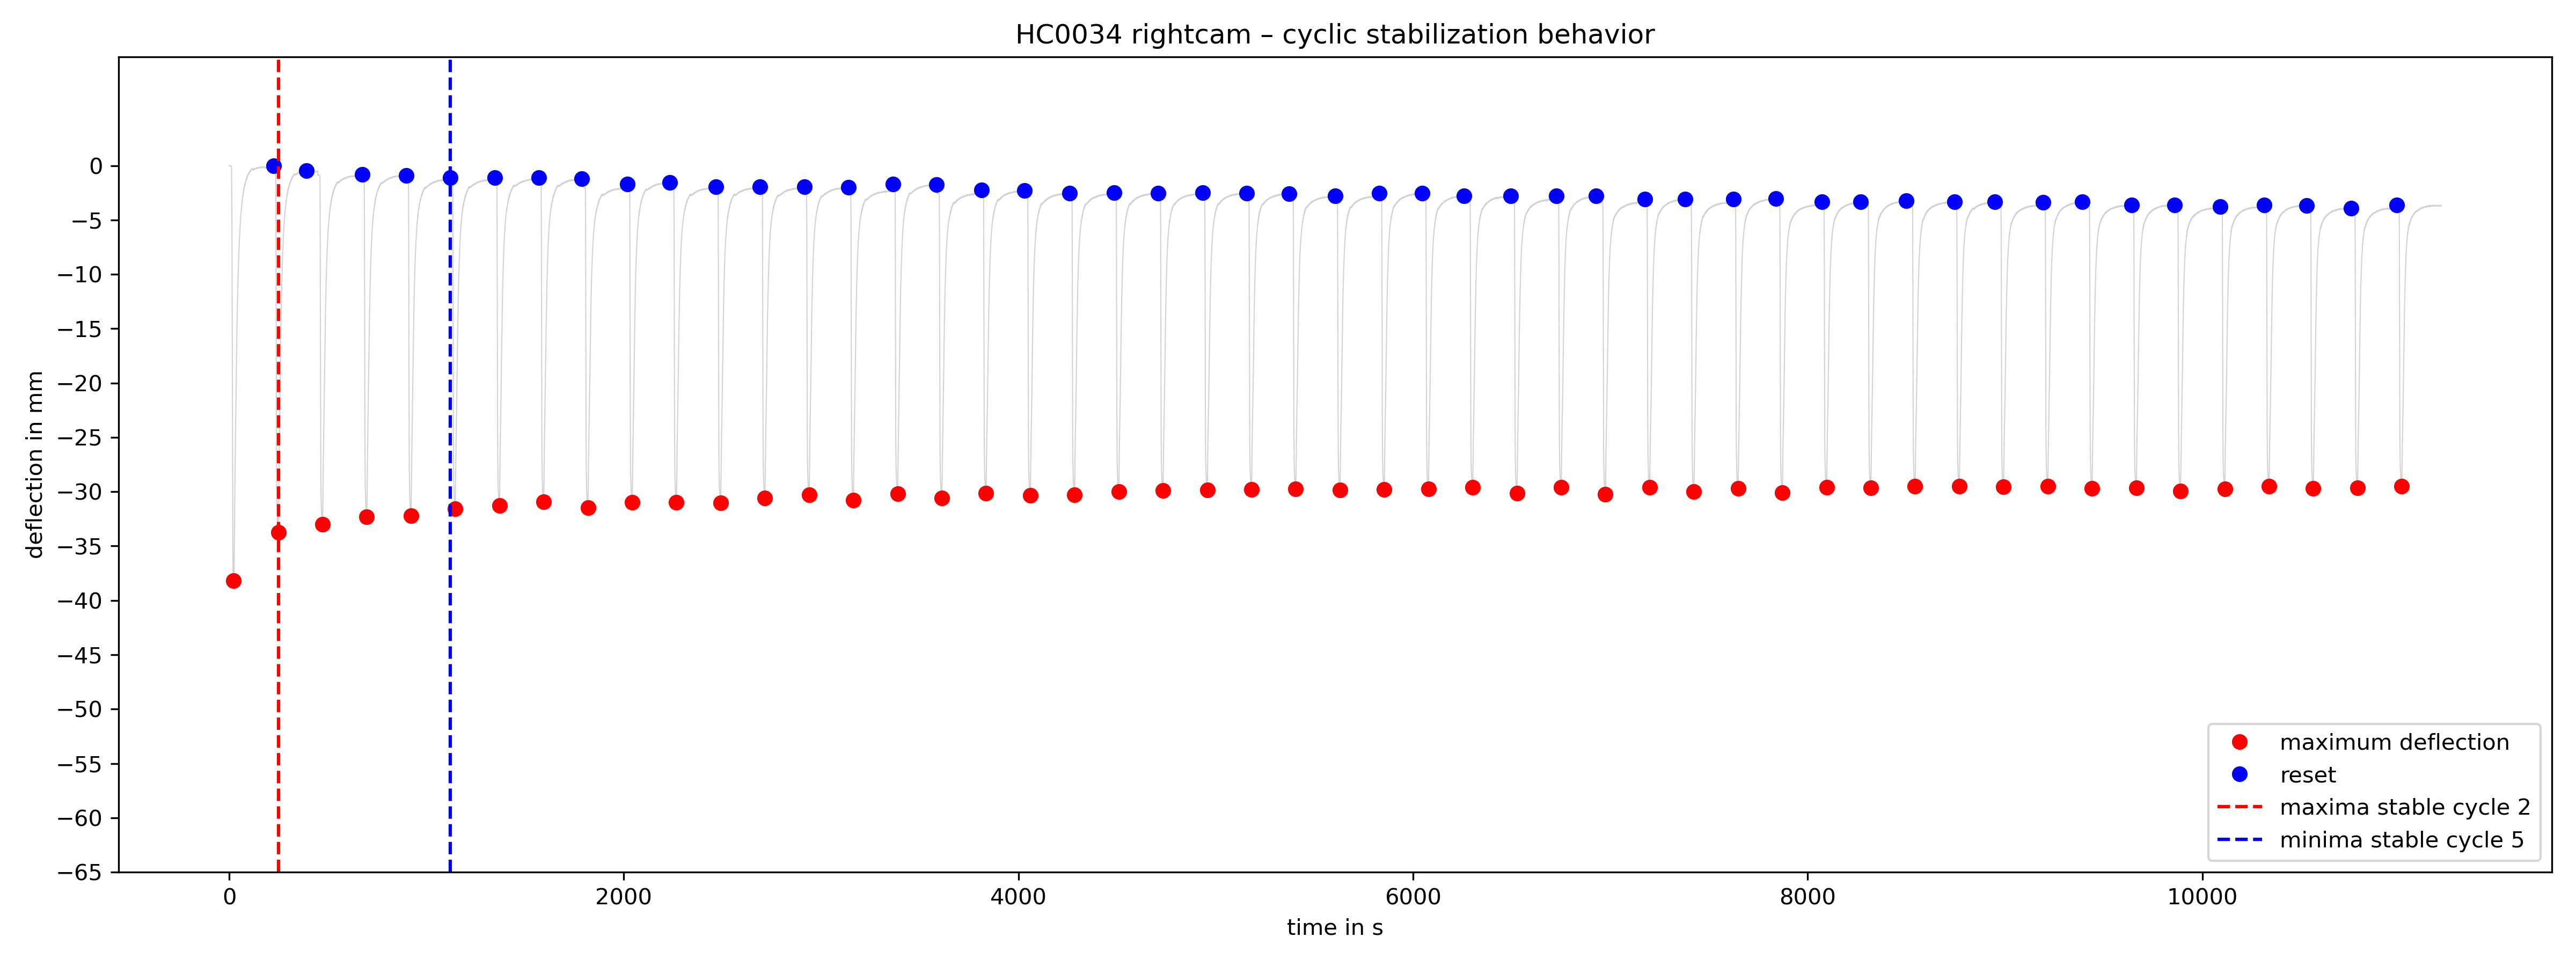 HC0034 rightcam – cyclic stabilization behavior
deflection in mm
0
−5
−10
−15
−20
−25
−30
−35
−40
−45
−50
−55
−60
−65
0 2000 4000 6000 8000 10000
time in s
maximum deflection
reset
maxima stable cycle 2
minima stable cycle 5